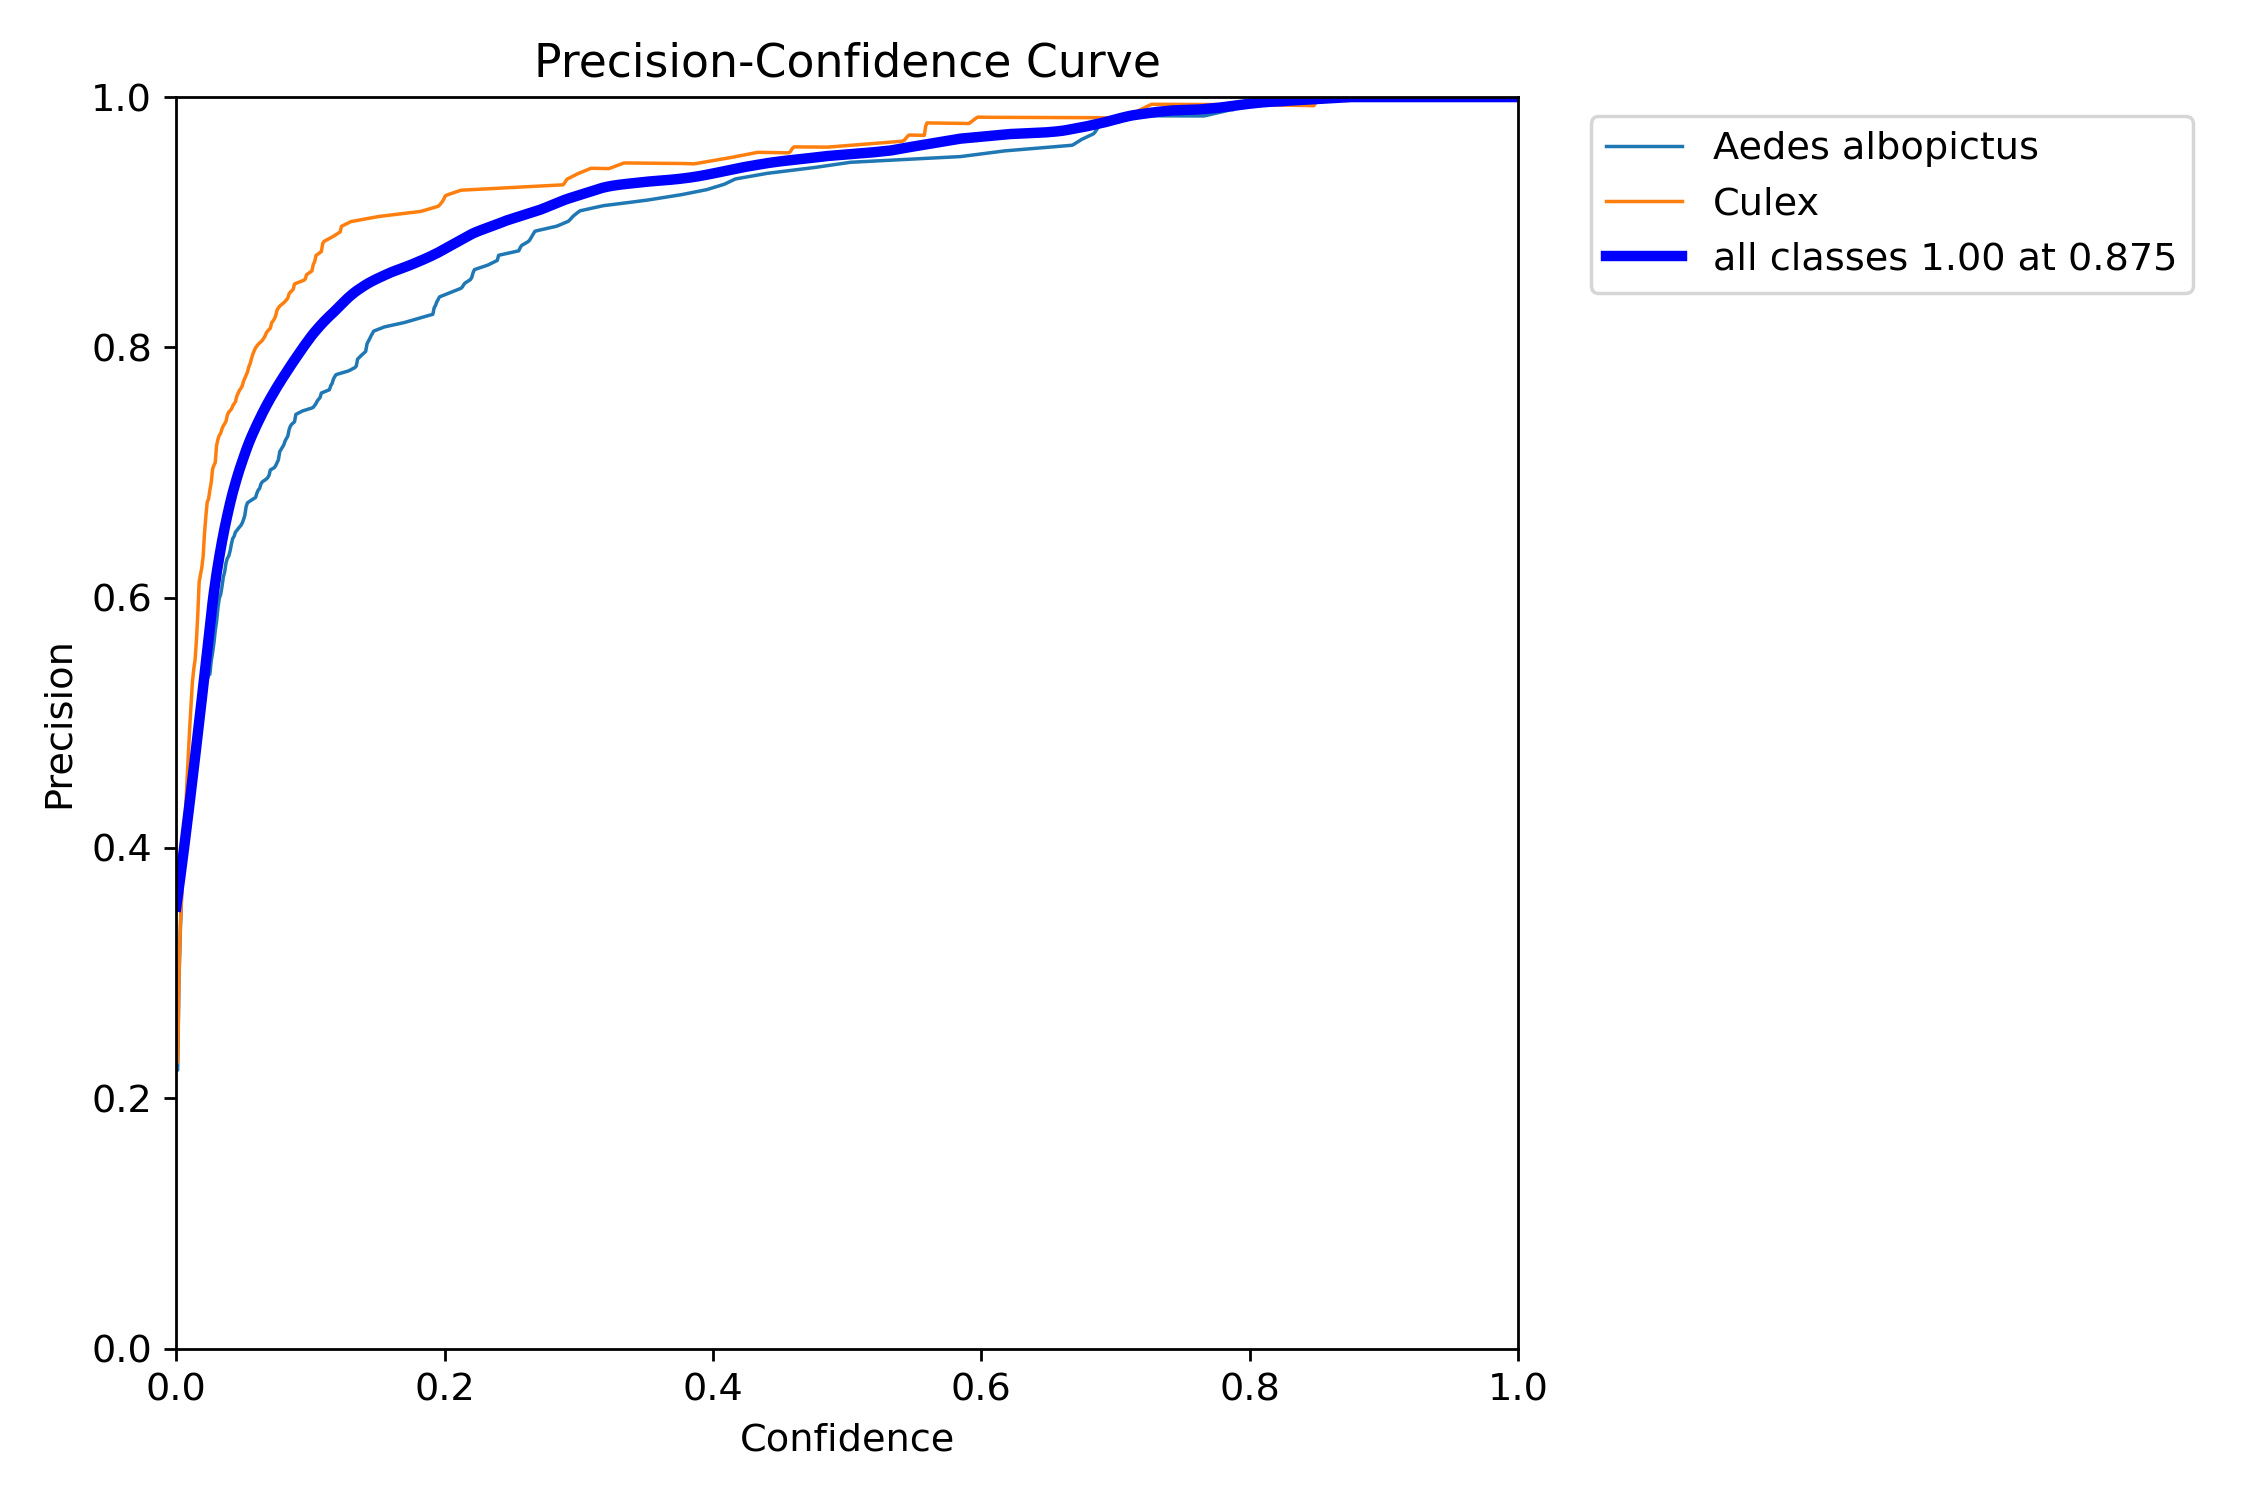 Precision-Confidence Curve
1.0
0.8
0.6
0.4
0.2
0.0
Precision
0.0 0.2 0.4 0.6 0.8 1.0
Confidence
Aedes albopictus
Culex
all classes 1.00 at 0.875